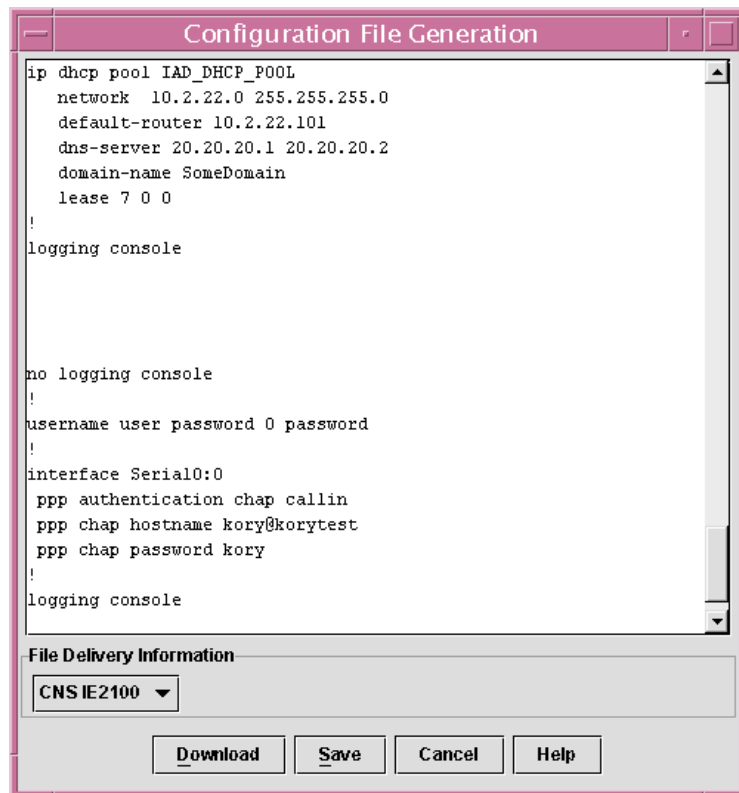 Configuration File Generation
ip dhcp pool IAD_DHCP_POOL
network 10.2.22.0 255.255.255.0
default-router 10.2.22.101
dns-server 20.20.20.1 20.20.20.2
domain-name SomeDomain
lease 7 0 0
!
logging console
no logging console
!
username user password 0 password
!
interface Serial0:0
ppp authentication chap callin
ppp chap hostname kory@korytest
ppp chap password kory
!
logging console
File Delivery Information
CNS IE2100
Download Save Cancel Help